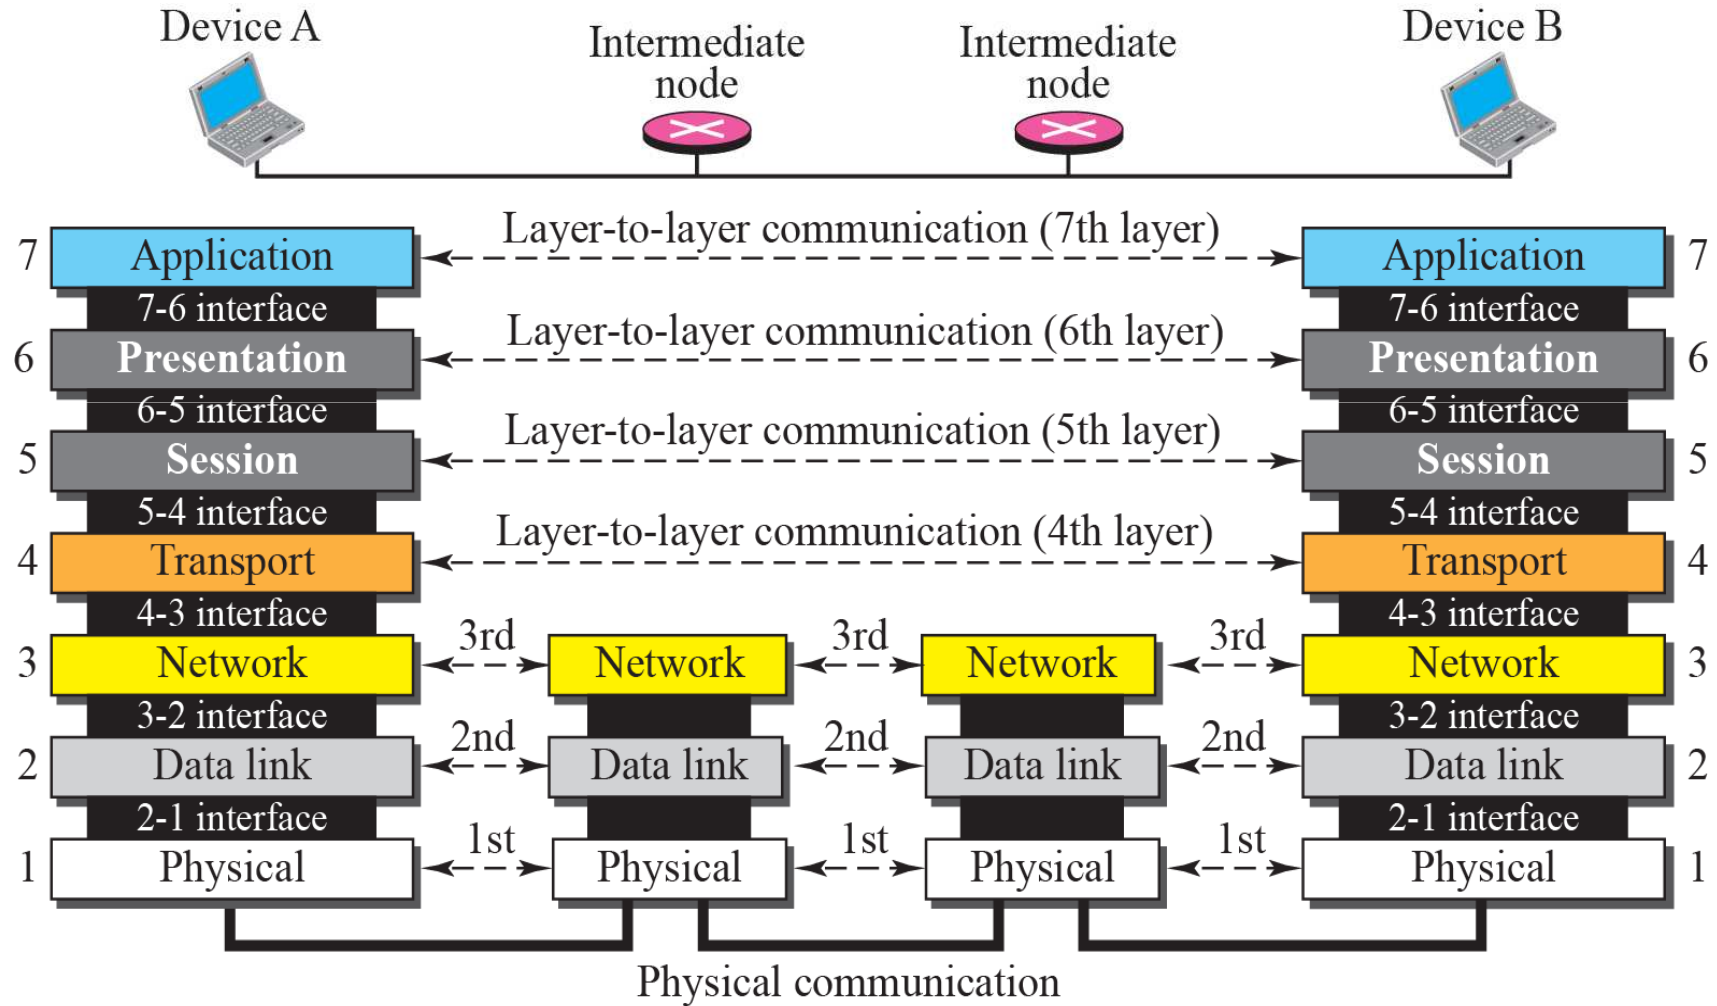 Device A
Intermediate
node
Intermediate
node
Device B
Layer-to-layer communication (7th layer)
7 Application Application 7
7-6 interface 7-6 interface
Layer-to-layer communication (6th layer)
6 Presentation Presentation 6
6-5 interface 6-5 interface
Layer-to-layer communication (5th layer)
5 Session Session 5
5-4 interface 5-4 interface
Layer-to-layer communication (4th layer)
4 Transport Transport 4
4-3 interface 4-3 interface
3rd 3rd 3rd
3 Network Network Network Network 3
3-2 interface 3-2 interface
2nd 2nd 2nd
2 Data link Data link Data link Data link 2
2-1 interface 2-1 interface
1st 1st 1st
1 Physical Physical Physical Physical 1
Physical communication